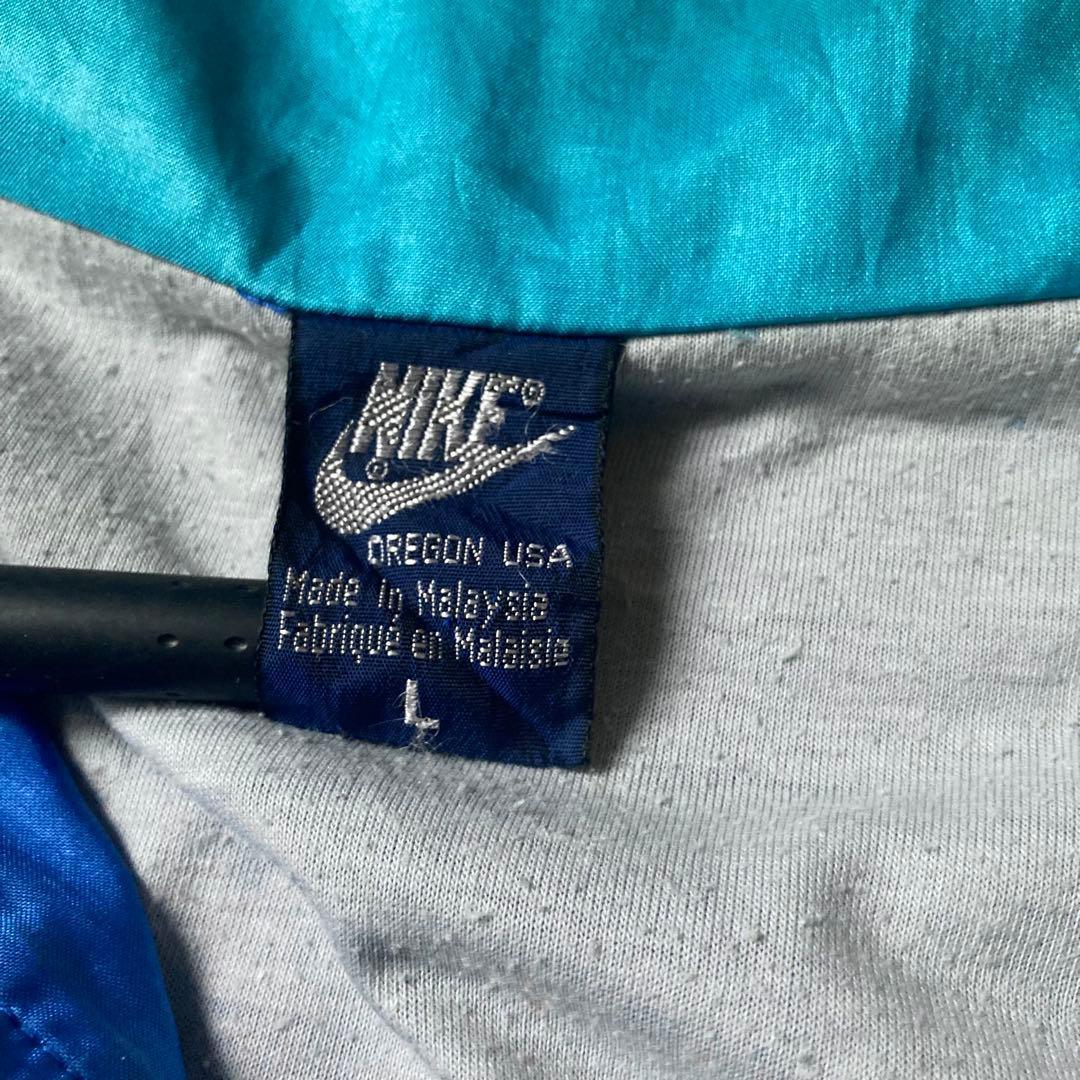 NIKE
OREGON USA
Made in Malaysia
Fabriqué en Malaisie
L